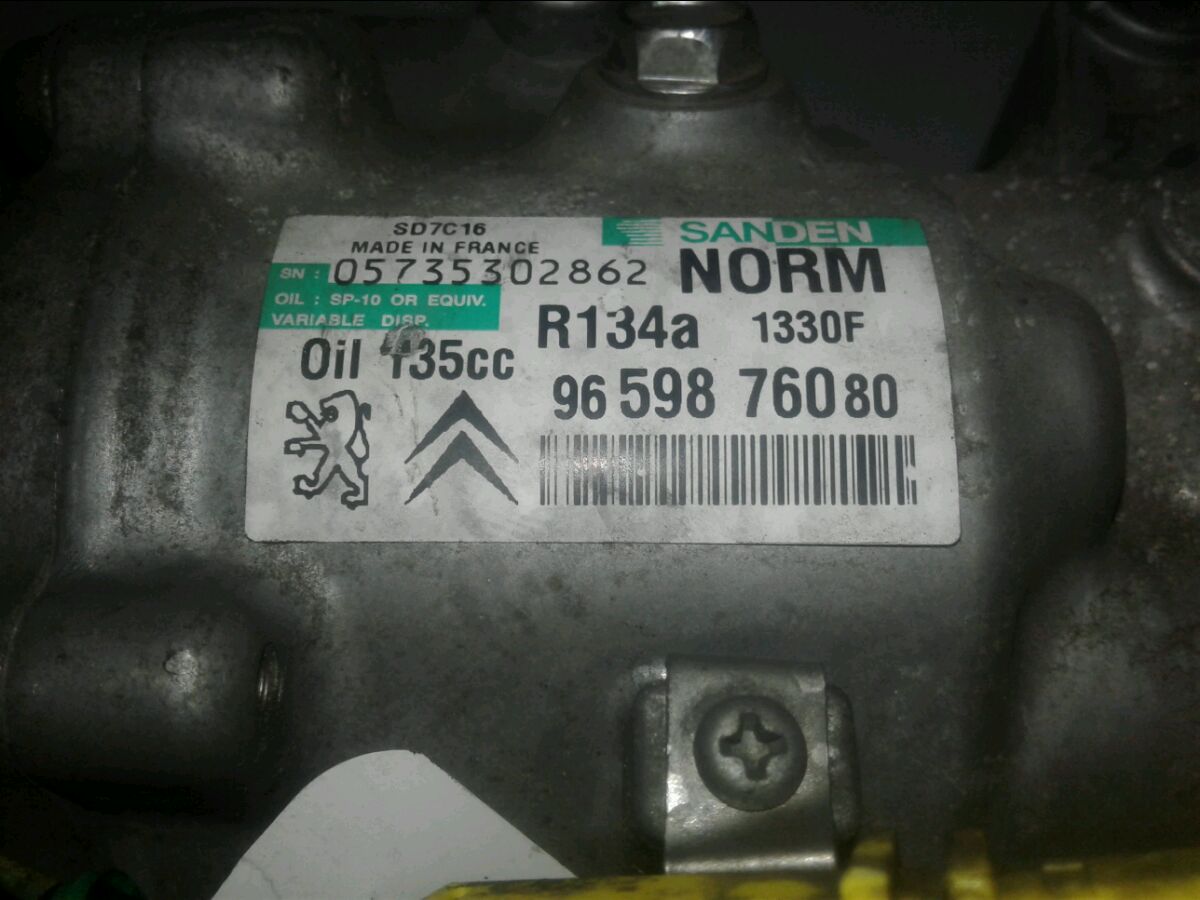 SD7C16
SANDEN
MADE IN FRANCE
SN : 05735302862
NORM
OIL : SP-10 OR EQUIV.
VARIABLE DISP.
R134a 1330F
Oil 135cc
96 598 760 80